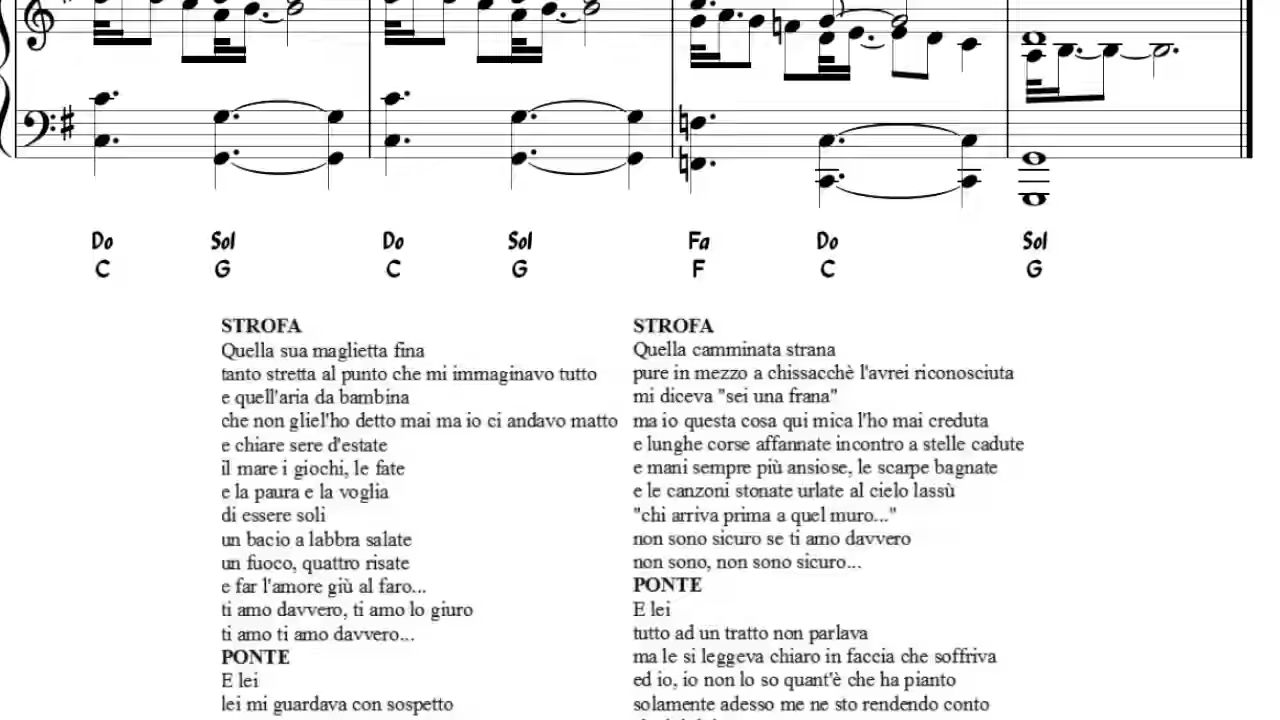 Do Sol Do Sol Fa Do Sol
C G C G F C G
STROFA
Quella sua maglietta fina
tanto stretta al punto che mi immaginavo tutto
e quell'aria da bambina
che non gliel'ho detto mai ma io ci andavo matto
e chiare sere d'estate
il mare i giochi, le fate
e la paura e la voglia
di essere soli
un bacio a labbra salate
un fuoco, quattro risate
e far l'amore giù al faro...
ti amo davvero, ti amo lo giuro
ti amo ti amo davvero...
PONTE
E lei
lei mi guardava con sospetto
STROFA
Quella camminata strana
pure in mezzo a chissacchè l'avrei riconosciuta
mi diceva "sei una frana"
ma io questa cosa qui mica l'ho mai creduta
e lunghe corse affannate incontro a stelle cadute
e mani sempre più ansiose, le scarpe bagnate
e le canzoni stonate urlate al cielo lassù
"chi arriva prima a quel muro..."
non sono sicuro se ti amo davvero
non sono, non sono sicuro...
PONTE
E lei
tutto ad un tratto non parlava
ma le si leggeva chiaro in faccia che soffriva
ed io, io non lo so quant'è che ha pianto
solamente adesso me ne sto rendendo conto